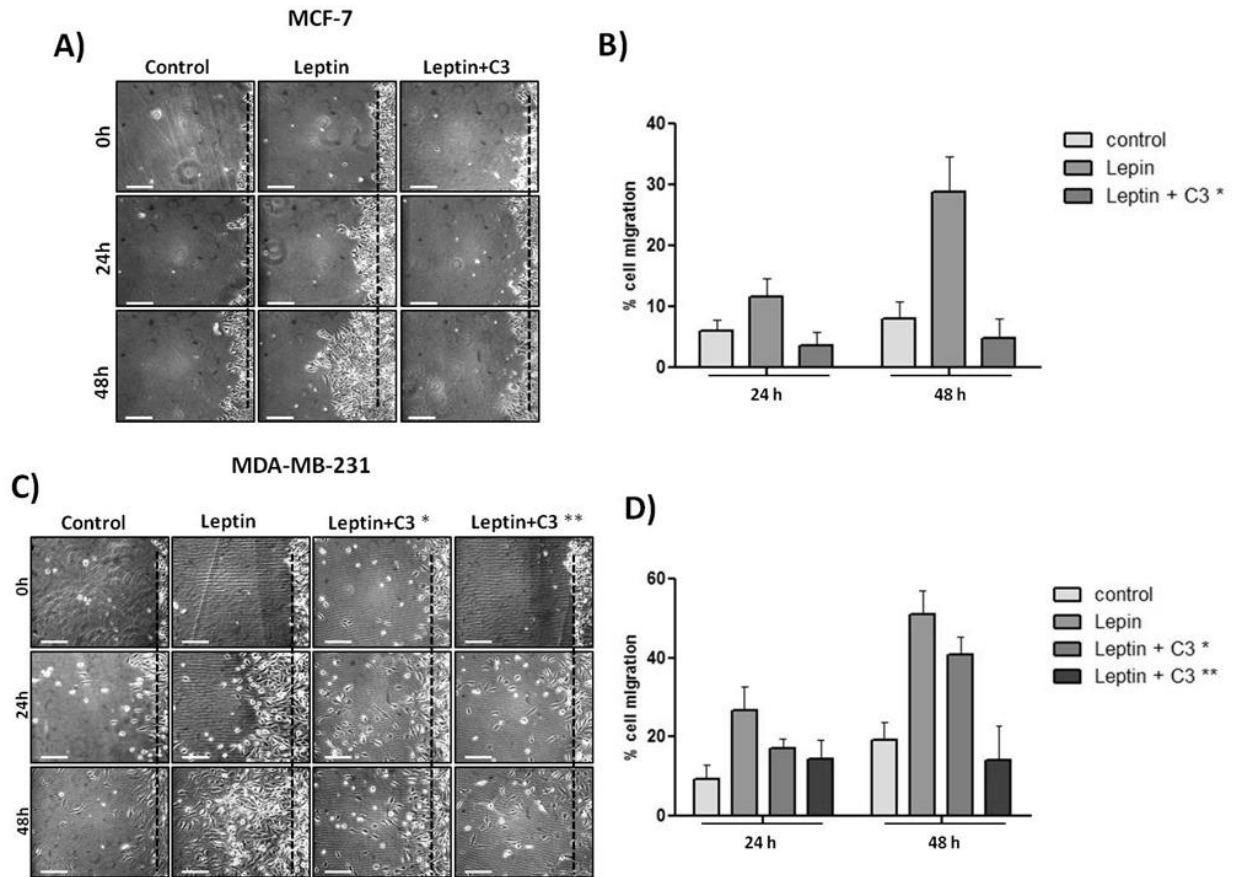 MCF-7
A)
Control Leptin Leptin+C3
0h
24h
48h
B)
% cell migration
40
30
20
10
0
24 h 48 h
control
Lepin
Leptin + C3 *
MDA-MB-231
C)
Control Leptin Leptin+C3 * Leptin+C3 **
0h
24h
48h
D)
% cell migration
60
40
20
0
24 h 48 h
control
Lepin
Leptin + C3 *
Leptin + C3 **